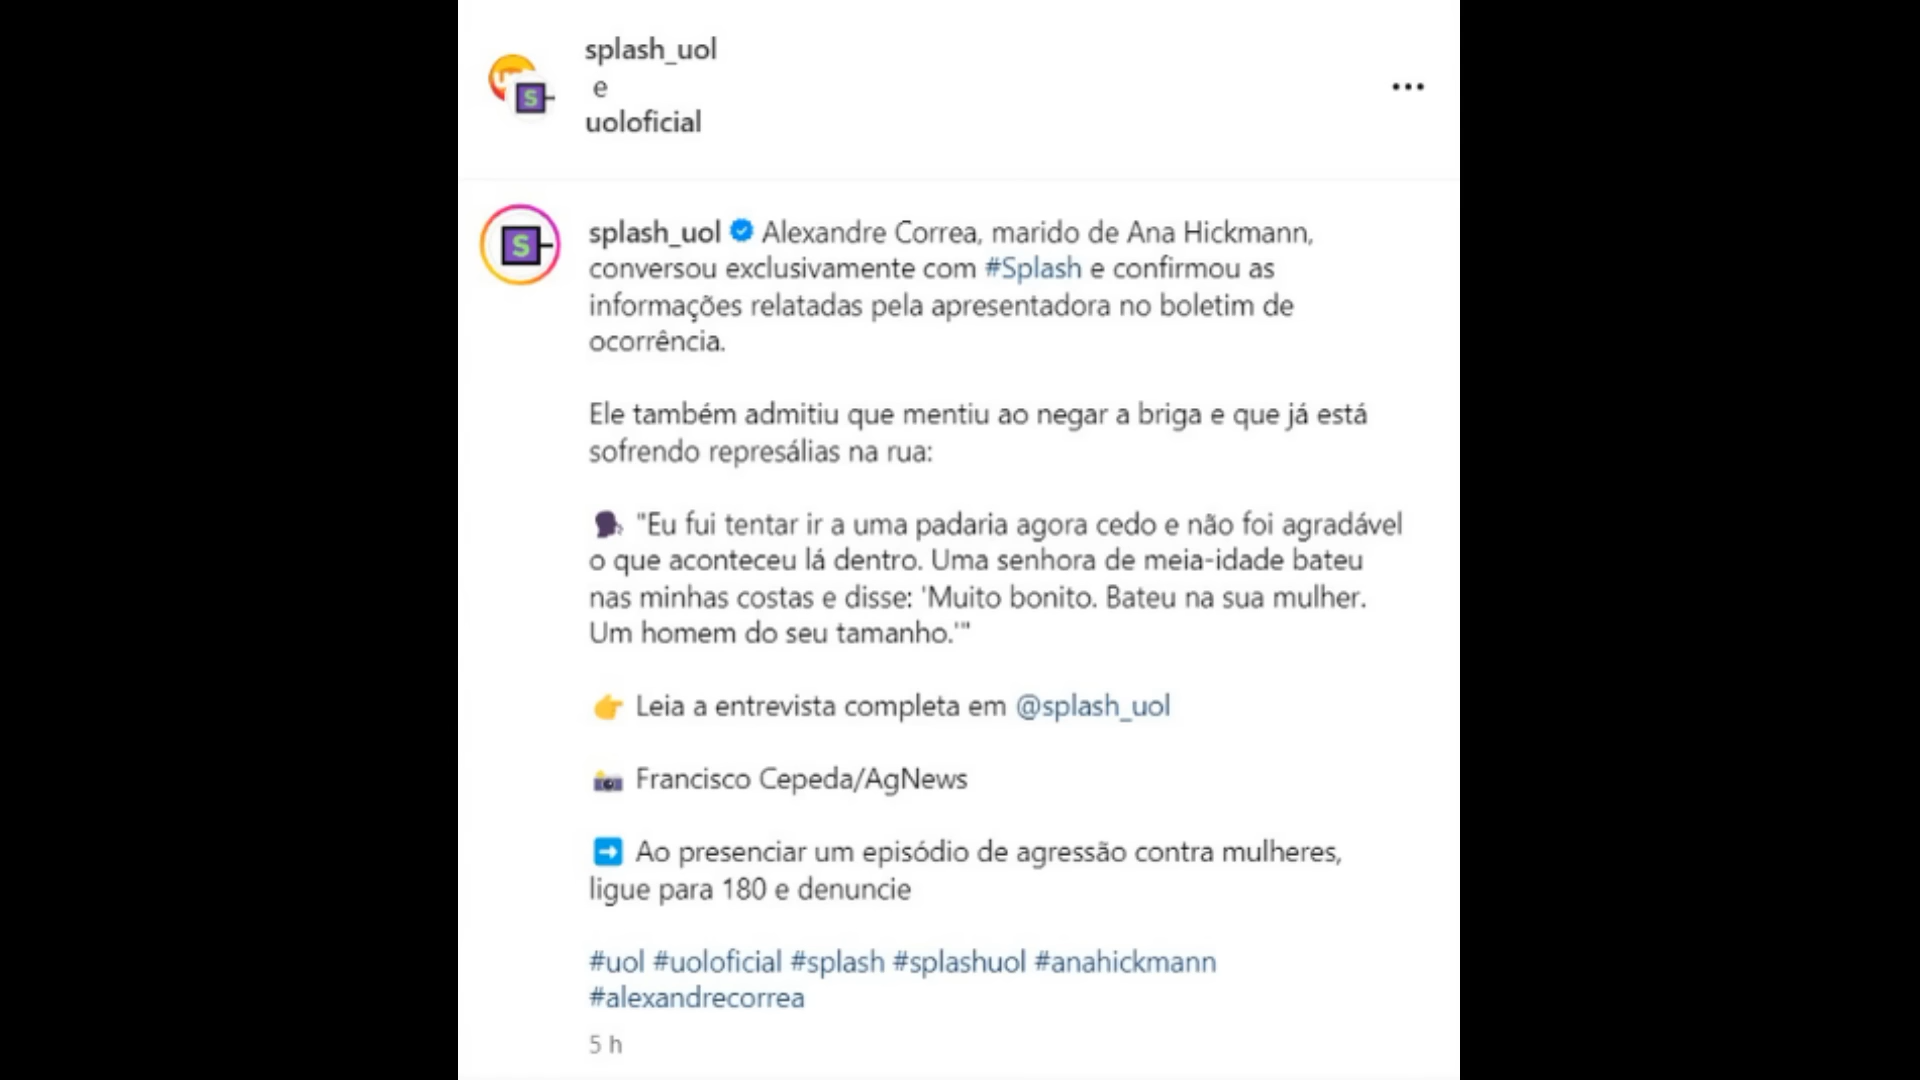 splash_uol
e
uoloficial
splash_uol Alexandre Correa, marido de Ana Hickmann,
conversou exclusivamente com #Splash e confirmou as
informações relatadas pela apresentadora no boletim de
ocorrência.
Ele também admitiu que mentiu ao negar a briga e que já está
sofrendo represálias na rua:
🗣 "Eu fui tentar ir a uma padaria agora cedo e não foi agradável
o que aconteceu lá dentro. Uma senhora de meia-idade bateu
nas minhas costas e disse: 'Muito bonito. Bateu na sua mulher.
Um homem do seu tamanho.'"
👉 Leia a entrevista completa em @splash_uol
📸 Francisco Cepeda/AgNews
➡️ Ao presenciar um episódio de agressão contra mulheres,
ligue para 180 e denuncie
#uol #uoloficial #splash #splashuol #anahickmann
#alexandrecorrea
5 h